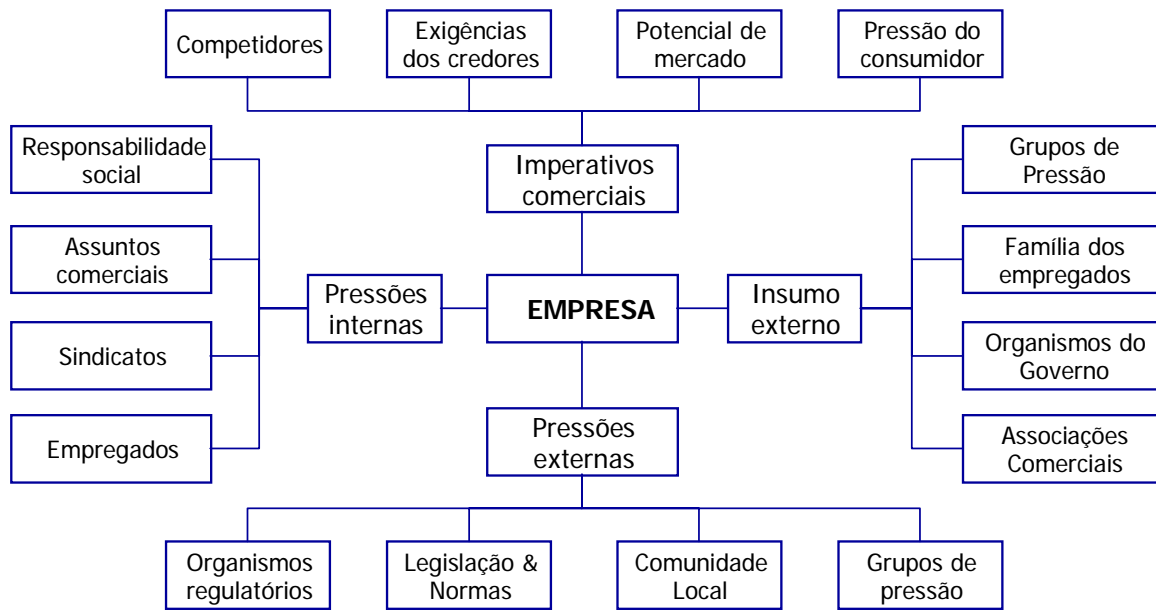 Competidores
Exigências
dos credores
Potencial de
mercado
Pressão do
consumidor
Imperativos
comerciais
Responsabilidade
social
Assuntos
comerciais
Sindicatos
Empregados
Pressões
internas
EMPRESA
Insumo
externo
Grupos de
Pressão
Família dos
empregados
Organismos do
Governo
Associações
Comerciais
Pressões
externas
Organismos
regulatórios
Legislação &
Normas
Comunidade
Local
Grupos de
pressão